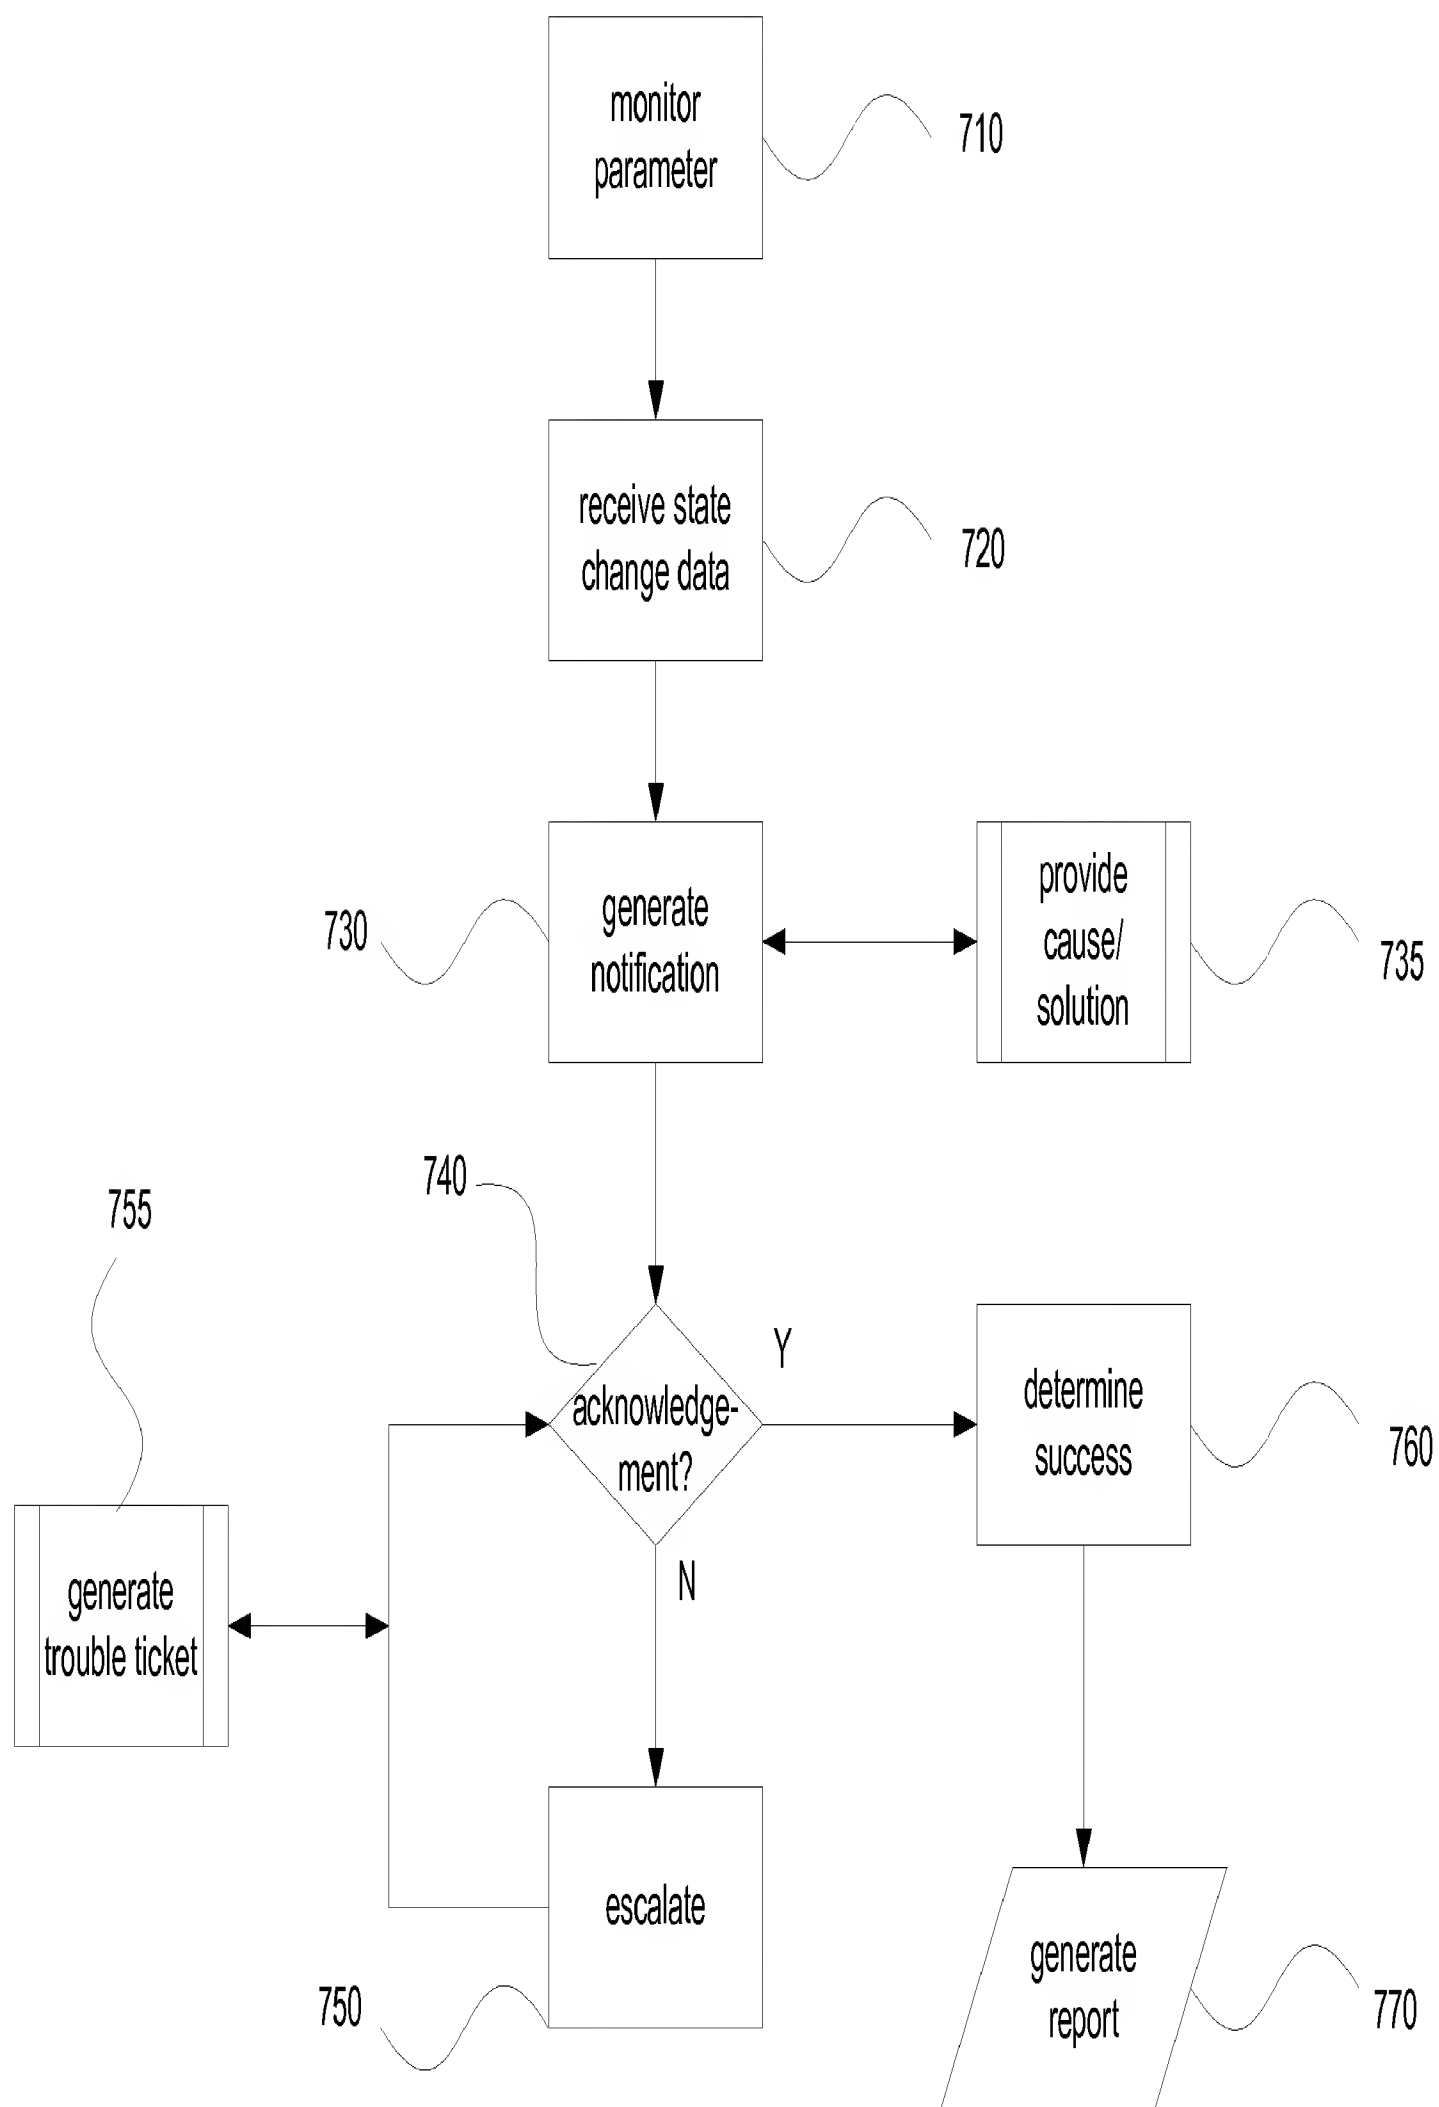 monitor
parameter
710
receive state
change data
720
730
generate
notification
provide
cause/
solution
735
740
755
acknowledge-
ment?
Y
N
determine
success
760
generate
trouble ticket
escalate
750
generate
report
770